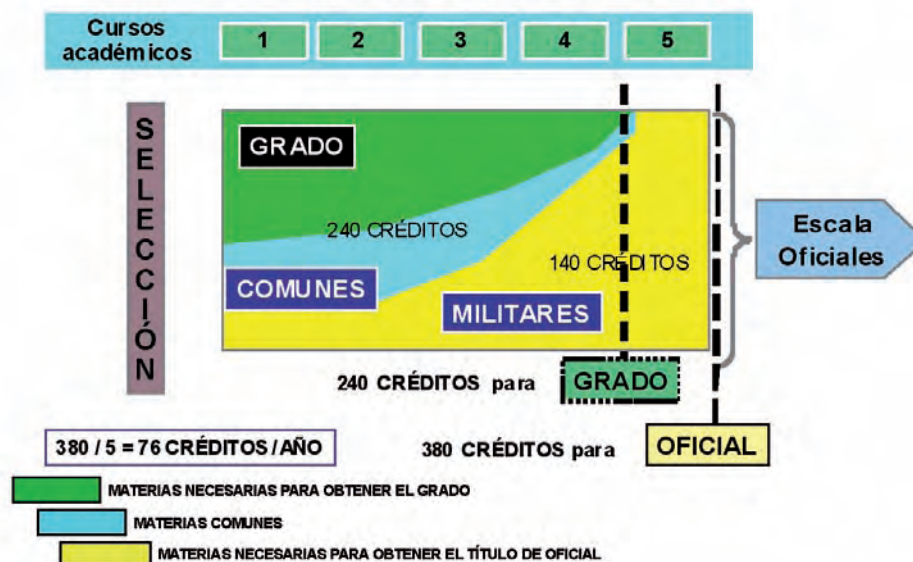 Cursos
académicos
1 2 3 4 5
SELECCIÓN
GRADO
240 CRÉDITOS
COMUNES
140 CRÉDITOS
MILITARES
Escala
Oficiales
240 CRÉDITOS para GRADO
380 / 5 = 76 CRÉDITOS / AÑO
380 CRÉDITOS para OFICIAL
MATERIAS NECESARIAS PARA OBTENER EL GRADO
MATERIAS COMUNES
MATERIAS NECESARIAS PARA OBTENER EL TÍTULO DE OFICIAL